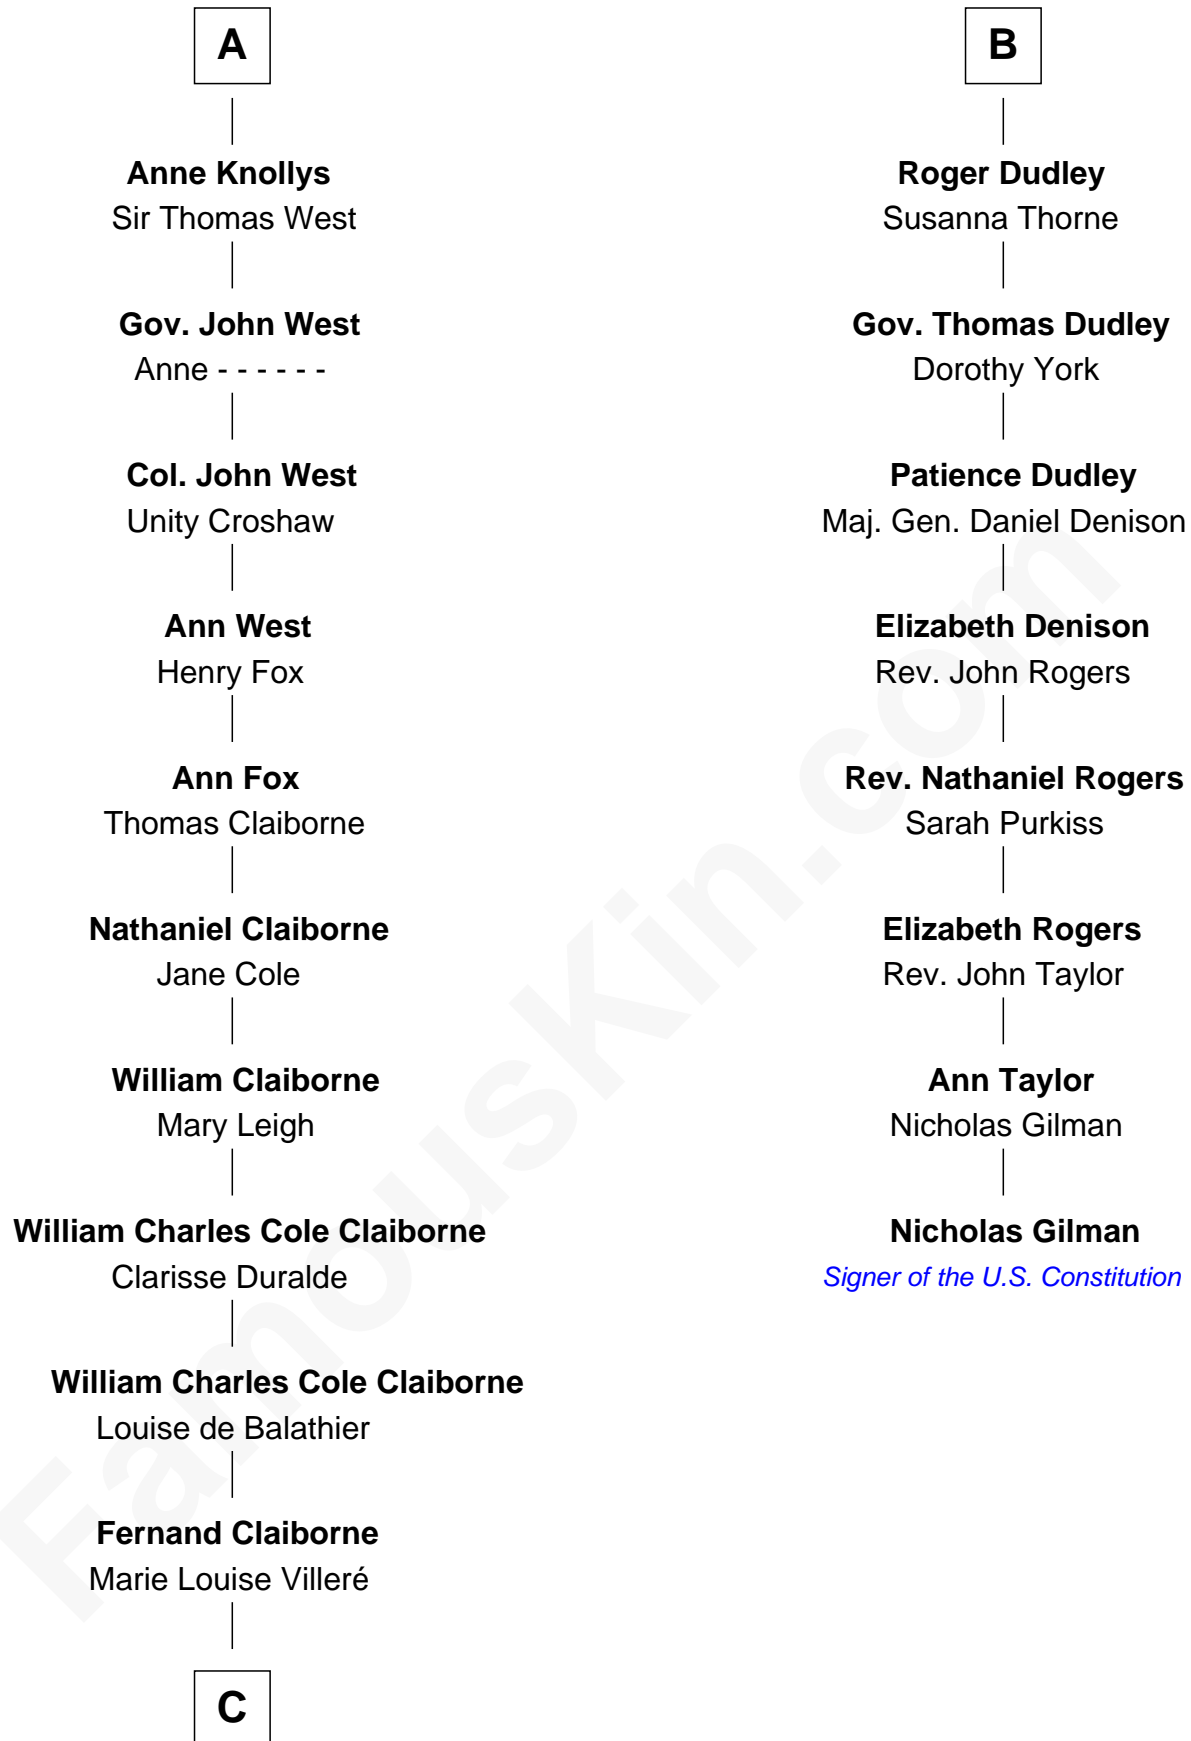 A
Anne Knollys
Sir Thomas West
Gov. John West
Anne - - - - - -
Col. John West
Unity Croshaw
Ann West
Henry Fox
Ann Fox
Thomas Claiborne
Nathaniel Claiborne
Jane Cole
William Claiborne
Mary Leigh
William Charles Cole Claiborne
Clarisse Duralde
William Charles Cole Claiborne
Louise de Balathier
Fernand Claiborne
Marie Louise Villeré
C
B
Roger Dudley
Susanna Thorne
Gov. Thomas Dudley
Dorothy York
Patience Dudley
Maj. Gen. Daniel Denison
Elizabeth Denison
Rev. John Rogers
Rev. Nathaniel Rogers
Sarah Purkiss
Elizabeth Rogers
Rev. John Taylor
Ann Taylor
Nicholas Gilman
Nicholas Gilman
Signer of the U.S. Constitution
FamousKin.com